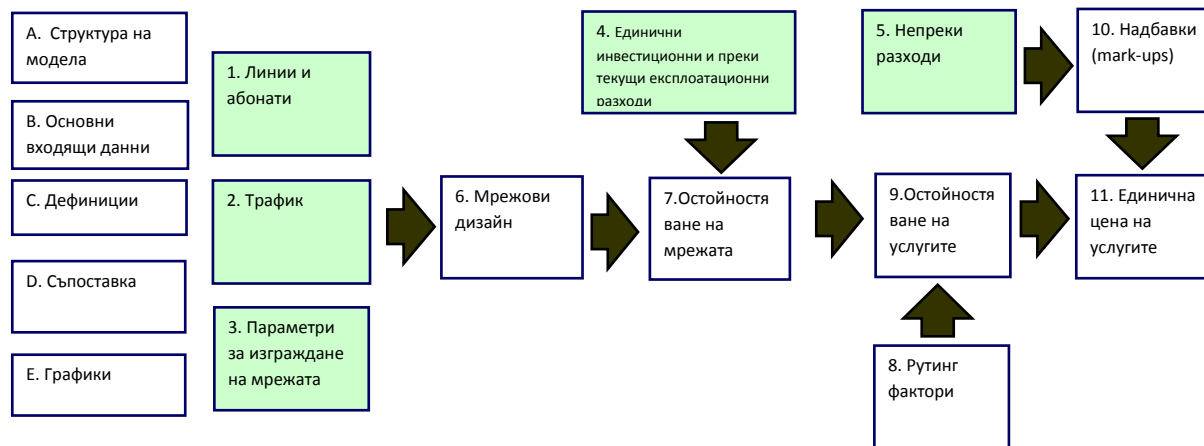 A. Структура на
модела
B. Основни
входящи данни
C. Дефиниции
D. Съпоставка
E. Графики
1. Линии и
абонати
2. Трафик
3. Параметри
за изграждане
на мрежата
4. Единични
инвестиционни и преки
текущи експлоатационни
разходи
5. Непреки
разходи
10. Надбавки
(mark-ups)
6. Мрежови
дизайн
7.Остойностя
ване на
мрежата
9.Остойностя
ване на
услугите
11. Единична
цена на
услугите
8. Рутинг
фактори